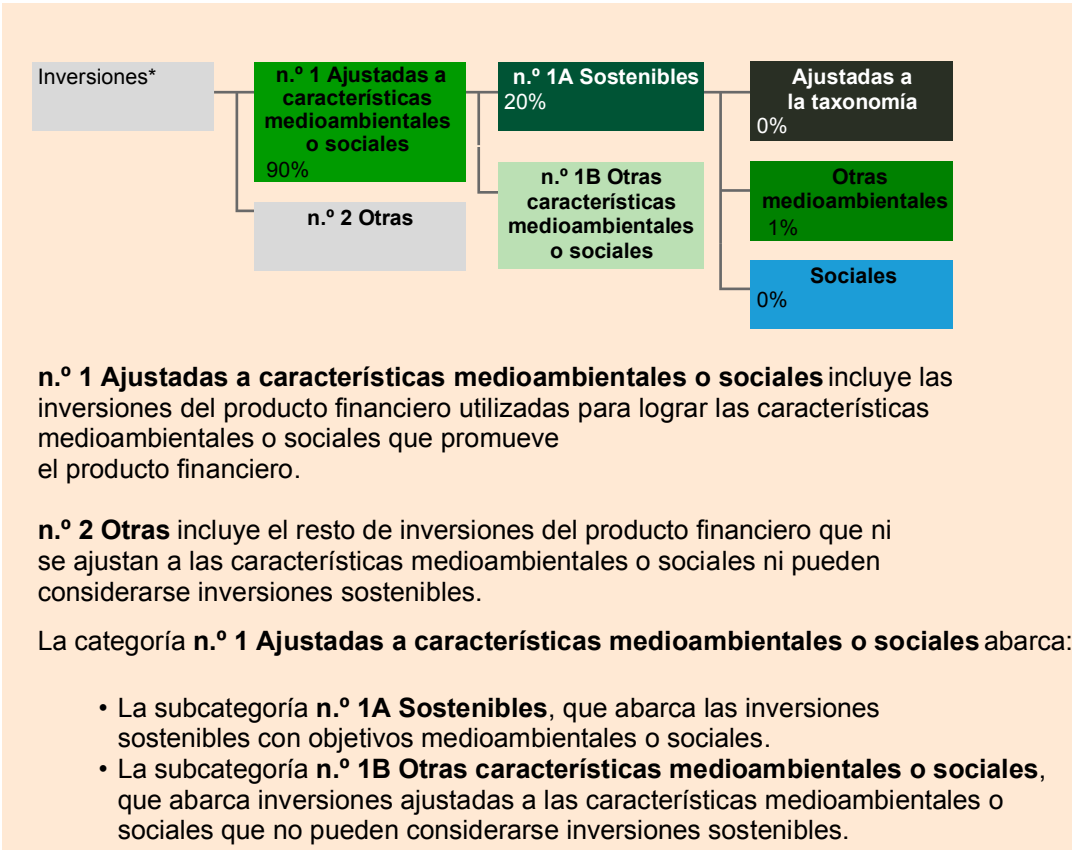 Inversiones*
n.º 1 Ajustadas a
características
medioambientales
o sociales
90%
n.º 2 Otras
n.º 1A Sostenibles
20%
n.º 1B Otras
características
medioambientales
o sociales
Ajustadas a
la taxonomía
0%
Otras
medioambientales
1%
Sociales
0%
n.º 1 Ajustadas a características medioambientales o sociales incluye las
inversiones del producto financiero utilizadas para lograr las características
medioambientales o sociales que promueve
el producto financiero.
n.º 2 Otras incluye el resto de inversiones del producto financiero que ni
se ajustan a las características medioambientales o sociales ni pueden
considerarse inversiones sostenibles.
La categoría n.º 1 Ajustadas a características medioambientales o sociales abarca:
• La subcategoría n.º 1A Sostenibles, que abarca las inversiones
sostenibles con objetivos medioambientales o sociales.
• La subcategoría n.º 1B Otras características medioambientales o sociales,
que abarca inversiones ajustadas a las características medioambientales o
sociales que no pueden considerarse inversiones sostenibles.